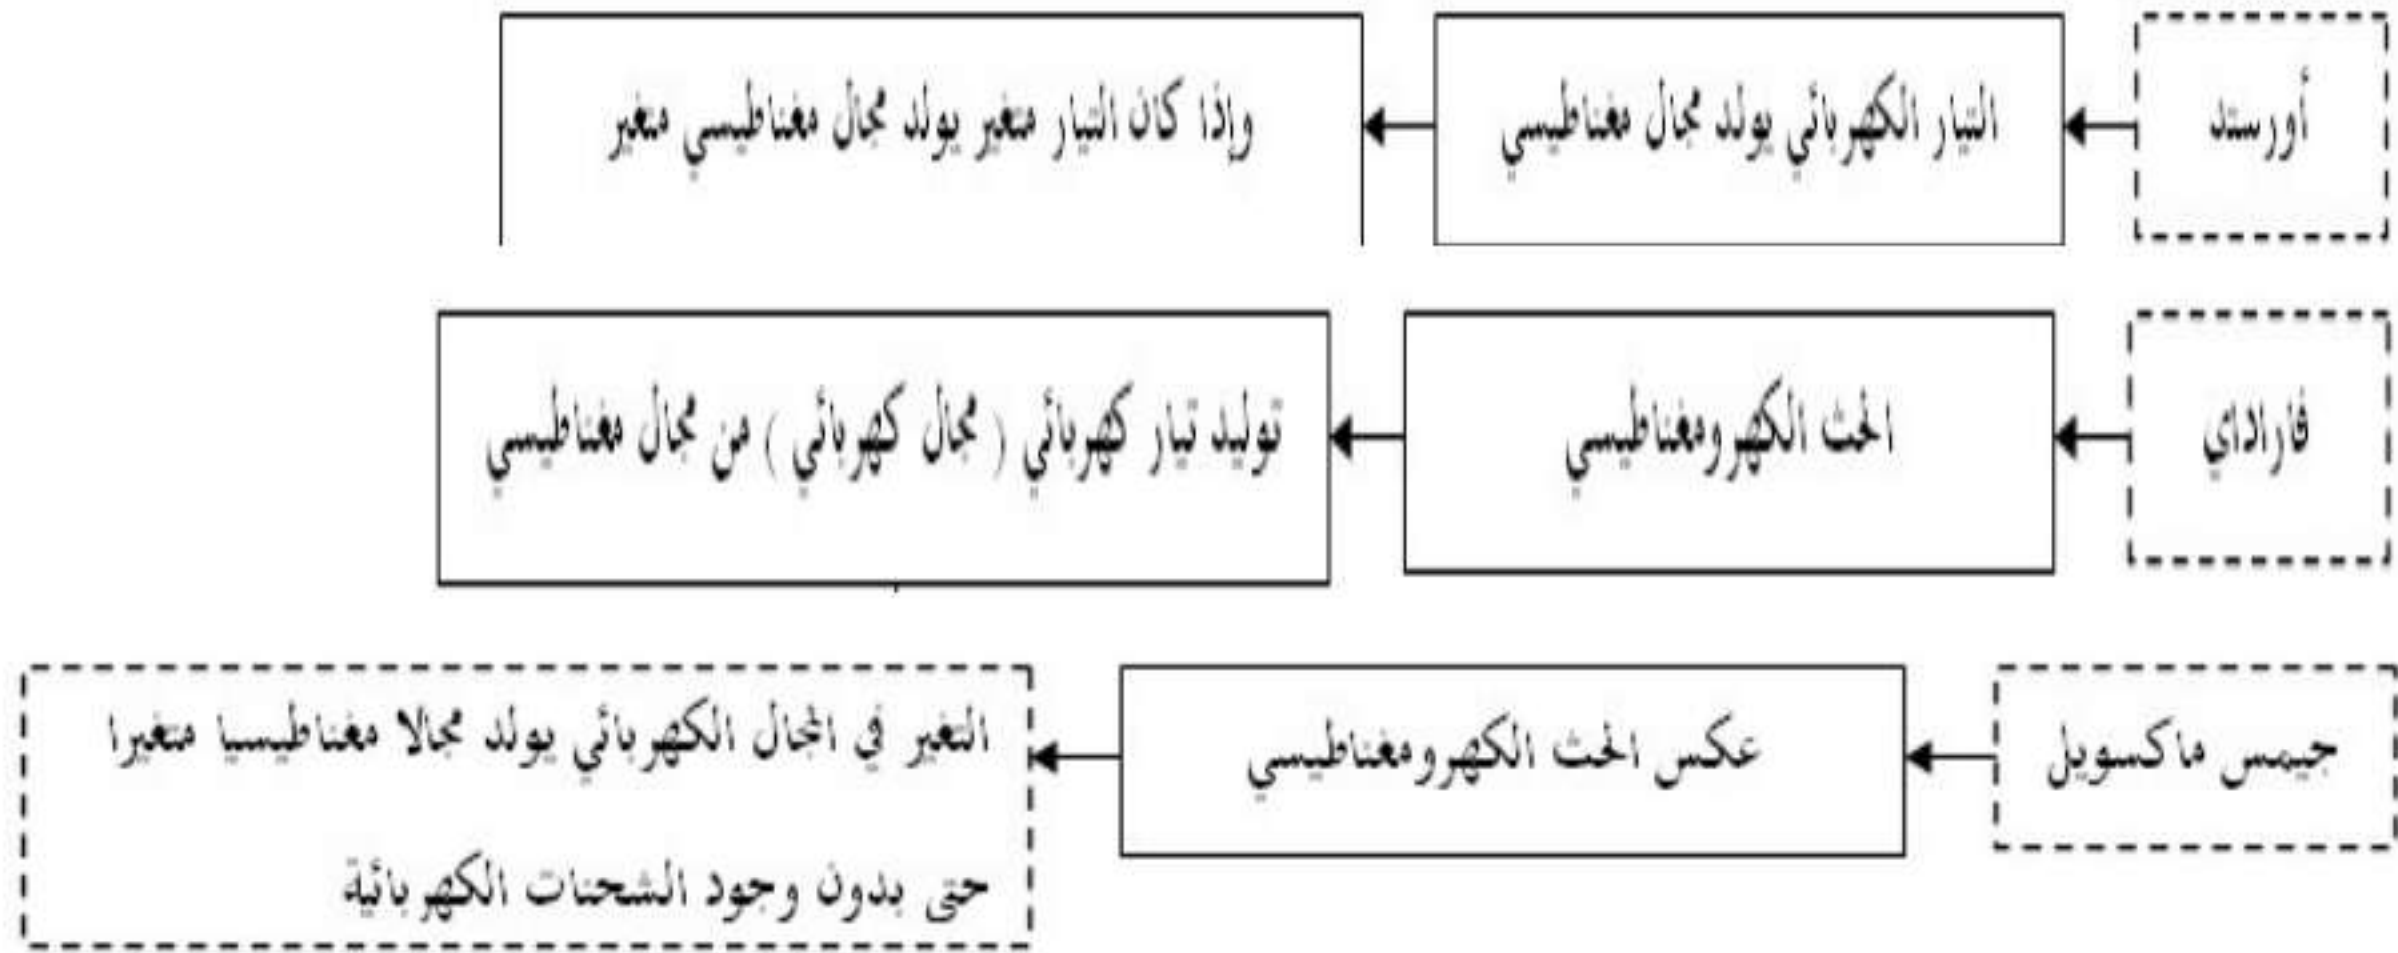 أورستد
التيار الكهربائي يولد مجال مغناطيسي
وإذا كان التيار متغير يولد مجال مغناطيسي متغير
فاراداي
الحث الكهرومغناطيسي
توليد تيار كهربائي ( مجال كهربائي ) من مجال مغناطيسي
جيمس ماكسويل
عكس الحث الكهرومغناطيسي
التغير في المجال الكهربائي يولد مجالا مغناطيسيا متغيرا
حتى بدون وجود الشحنات الكهربائية